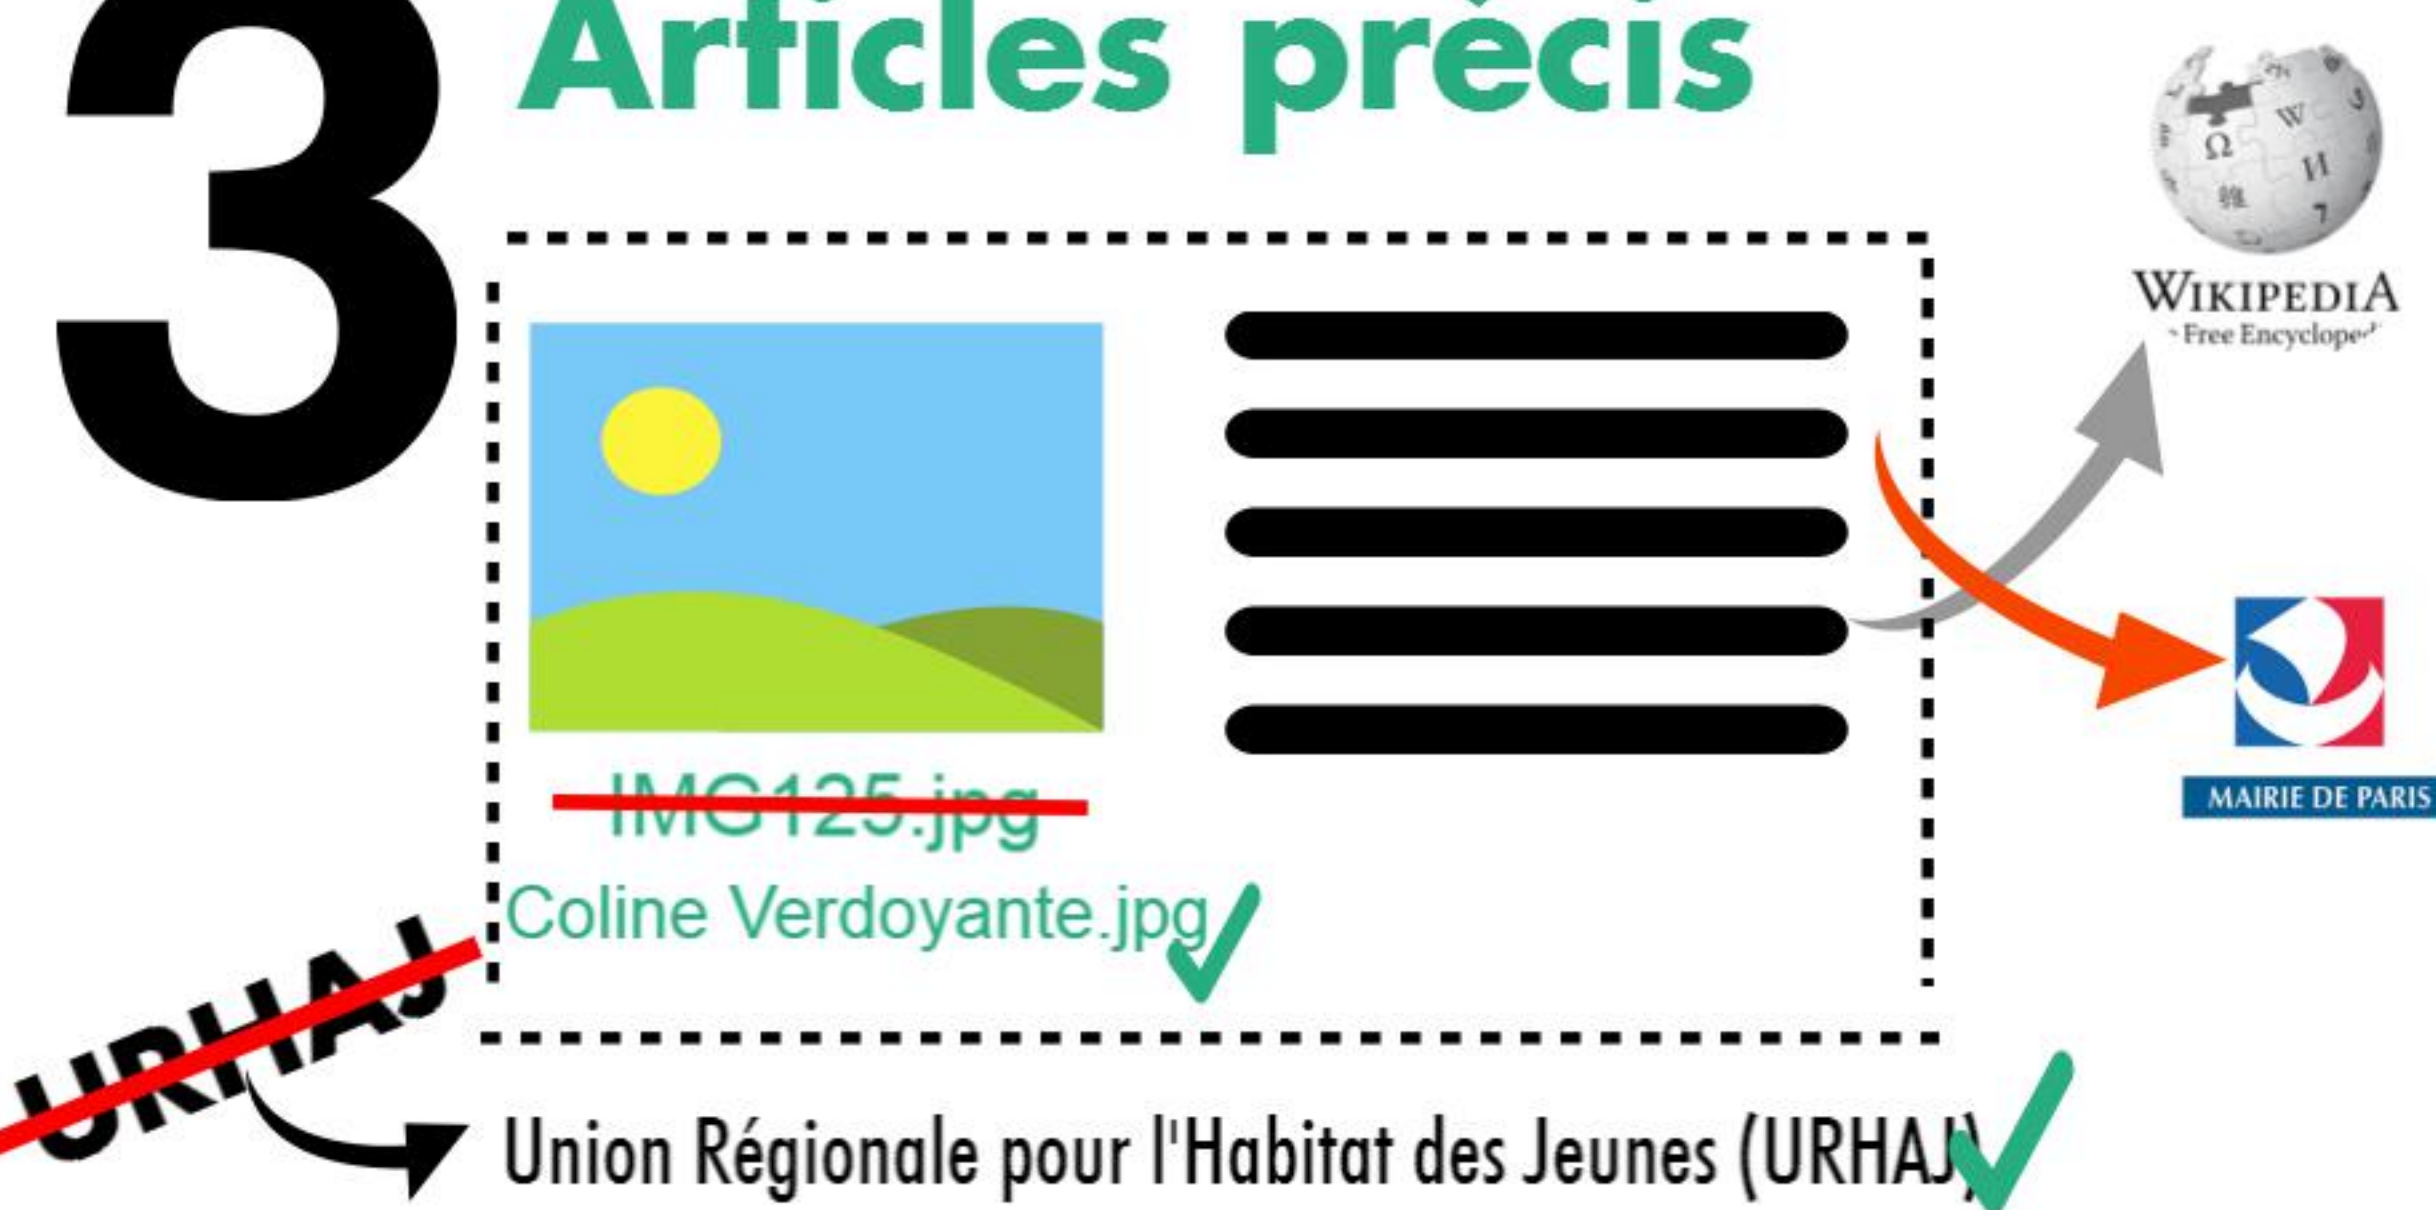 3
Articles précis
WIKIPEDIA
Free
IMG125.jpg
Coline Verdoyante.jpg
MAIRIE DE PARIS
URHAJ
Union Régionale pour l'Habitat des Jeunes (URHAJ)